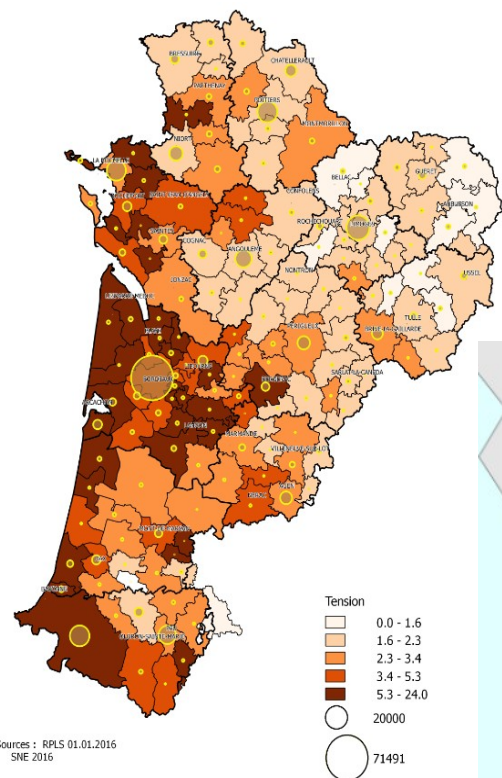 BRESSUIRE
CHATELLERAULT
PARTHENAY
POITIERS
MONTMORILLON
NIORT
LA ROCHELLE
BELLAC
GUERET
CONFOLENS
AUBUSSON
ROCHECHOUART
LIMOGES
SAINTES
COGNAC
ANGOULEME
NONTRON
USSEL
JONZAC
TULLE
LESPARRE-MEDOC
PERIGUEUX
BRIVE-LA-GAILLARDE
BLAYE
LIBOURNE
BORDEAUX
BERGERAC
SARLAT-LA-CANEDA
ARCACHON
LANGON
MARMANDE
VILLENEUVE-SUR-LOT
NERAC
AGEN
MONT-DE-MARSAN
DAX
BAYONNE
PAU
OLORON-SAINTE-MARIE
Tension
0.0 - 1.6
1.6 - 2.3
2.3 - 3.4
3.4 - 5.3
5.3 - 24.0
20000
71491
Sources : RPLS 01.01.2016
SNE 2016